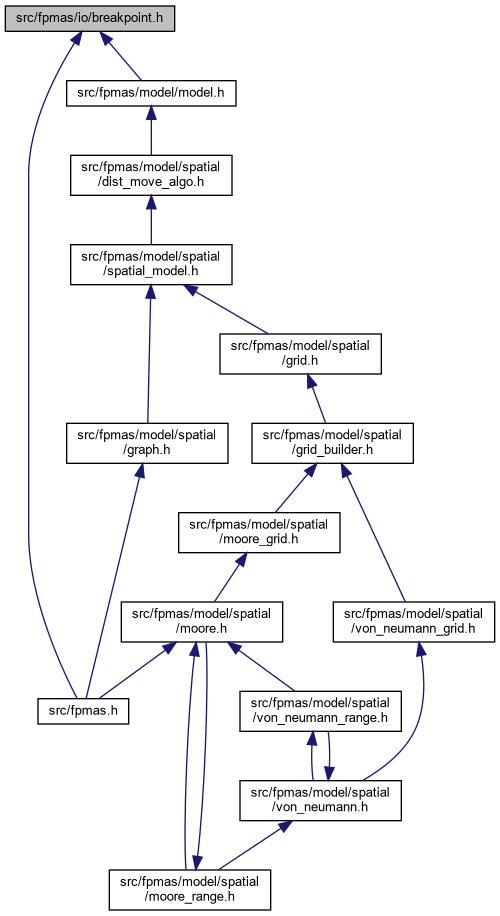 src/fpmas/io/breakpoint.h
src/fpmas/model/model.h
src/fpmas/model/spatial
/dist_move_algo.h
src/fpmas/model/spatial
/spatial_model.h
src/fpmas/model/spatial
/grid.h
src/fpmas/model/spatial
/graph.h
src/fpmas/model/spatial
/grid_builder.h
src/fpmas/model/spatial
/moore_grid.h
src/fpmas/model/spatial
/moore.h
src/fpmas/model/spatial
/von_neumann_grid.h
src/fpmas.h
src/fpmas/model/spatial
/von_neumann_range.h
src/fpmas/model/spatial
/von_neumann.h
src/fpmas/model/spatial
/moore_range.h